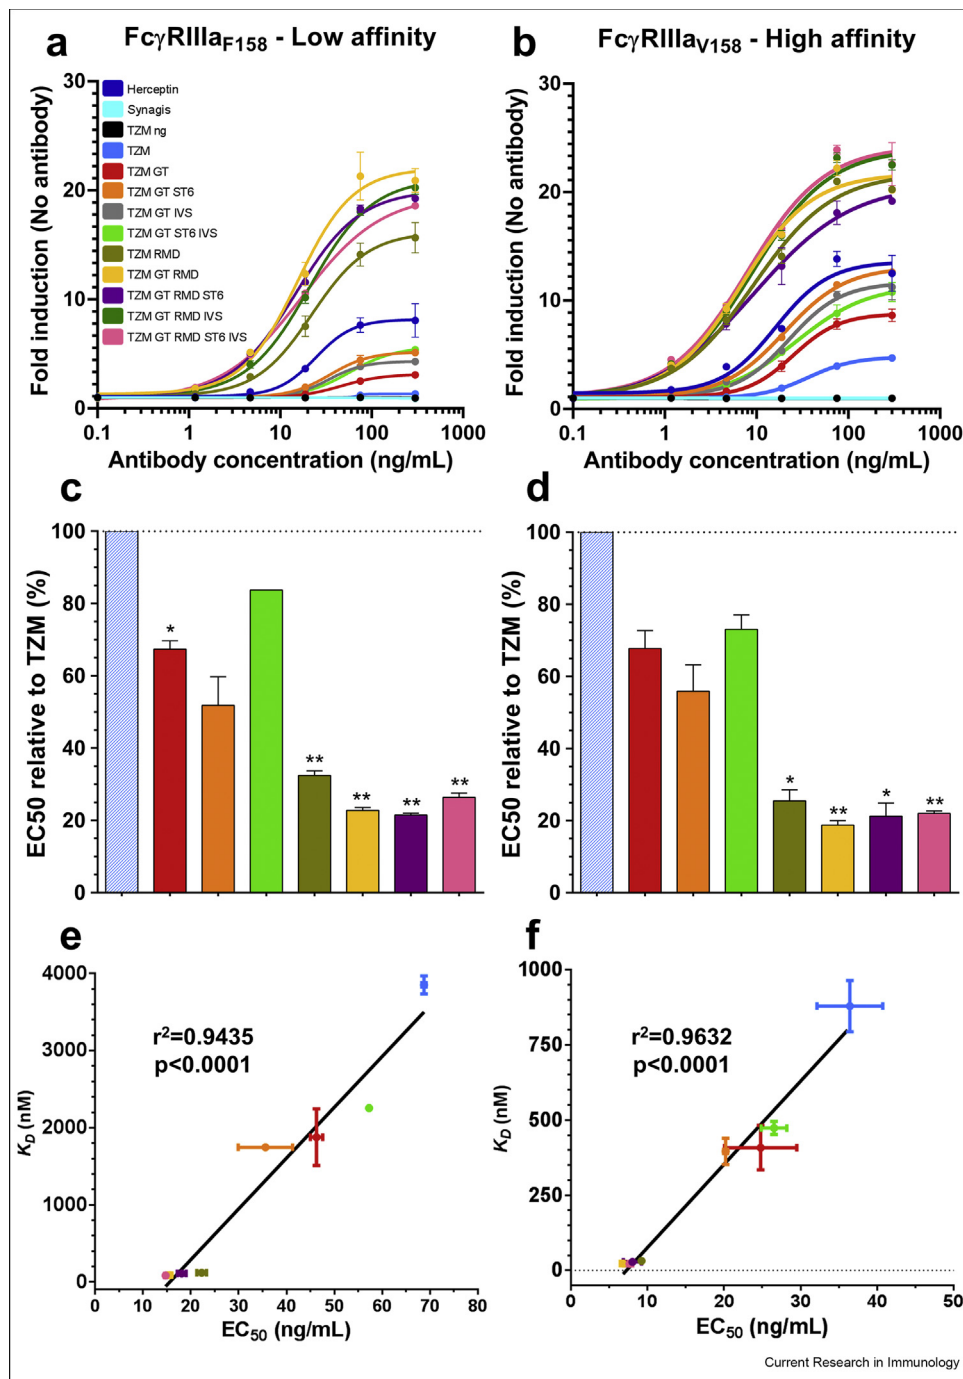 a
FcγRIIIaF158 - Low affinity
b
FcγRIIIaV158 - High affinity
Fold induction (No antibody)
30
20
10
0
Herceptin
Synagis
TZM ng
TZM
TZM GT
TZM GT ST6
TZM GT IVS
TZM GT ST6 IVS
TZM RMD
TZM GT RMD
TZM GT RMD ST6
TZM GT RMD IVS
TZM GT RMD ST6 IVS
0.1 1 10 100 1000
Antibody concentration (ng/mL)
Fold induction (No antibody)
30
20
10
0
0.1 1 10 100 1000
Antibody concentration (ng/mL)
c
EC50 relative to TZM (%)
100
80
60
40
20
0
*
**
**
**
**
d
EC50 relative to TZM (%)
100
80
60
40
20
0
*
**
*
**
e
KD (nM)
4000
3000
2000
1000
0
r²=0.9435
p<0.0001
0 10 20 30 40 50 60 70 80
EC50 (ng/mL)
f
KD (nM)
1000
750
500
250
0
r²=0.9632
p<0.0001
0 10 20 30 40 50
EC50 (ng/mL)
Current Research in Immunology